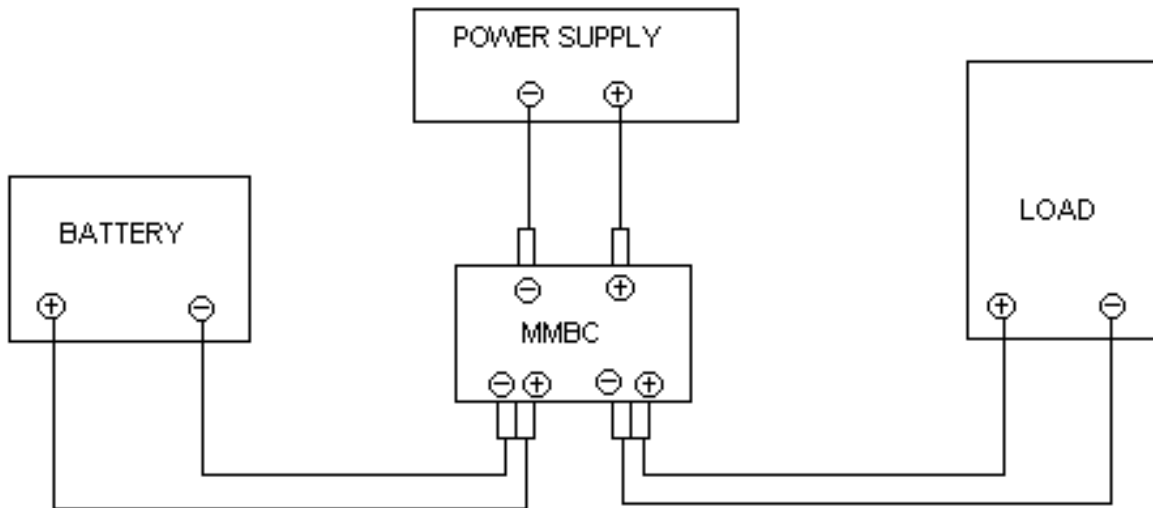 POWER SUPPLY
- +
BATTERY
+ -
LOAD
+ -
- +
MMBC
- + - +